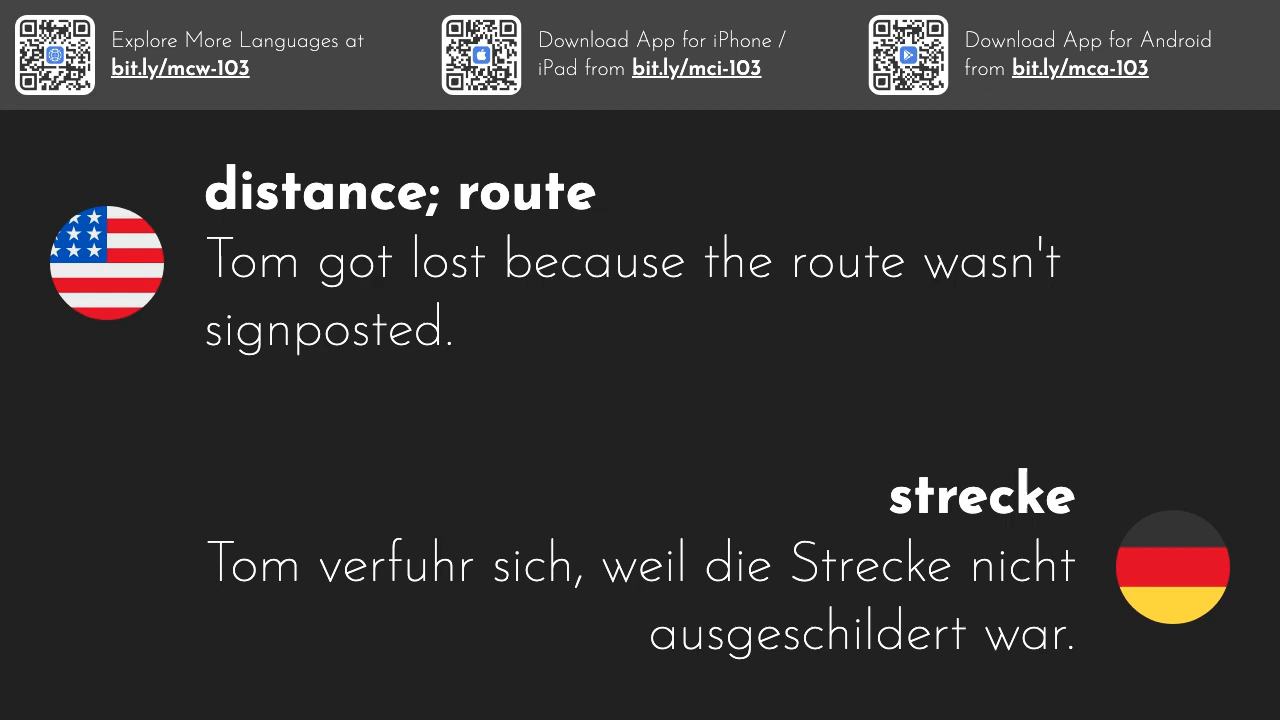 Explore More Languages at
bit.ly/mcw-103
Download App for iPhone /
iPad from bit.ly/mci-103
Download App for Android
from bit.ly/mca-103
distance; route
Tom got lost because the route wasn't
signposted.
strecke
Tom verfuhr sich, weil die Strecke nicht
ausgeschildert war.